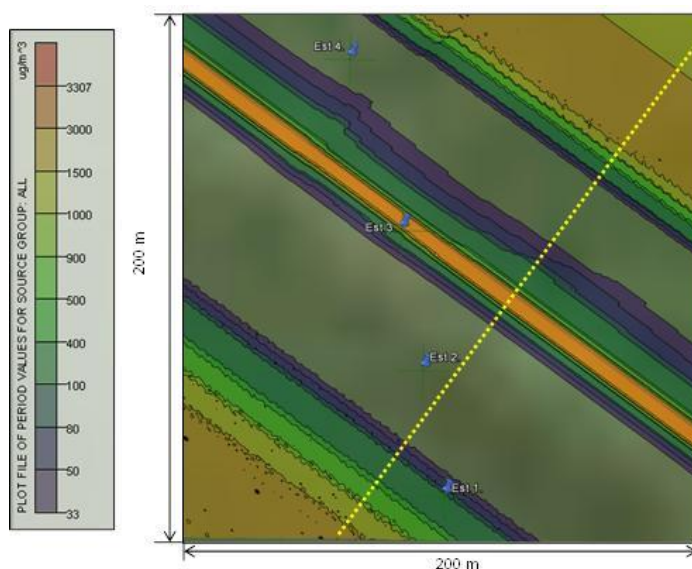 ug/m^3
PLOT FILE OF PERIOD VALUES FOR SOURCE GROUP: ALL
3307
3000
1500
1000
900
500
400
100
80
50
33
Est 4.
Est 3
Est 2.
Est 1.
200 m
200 m